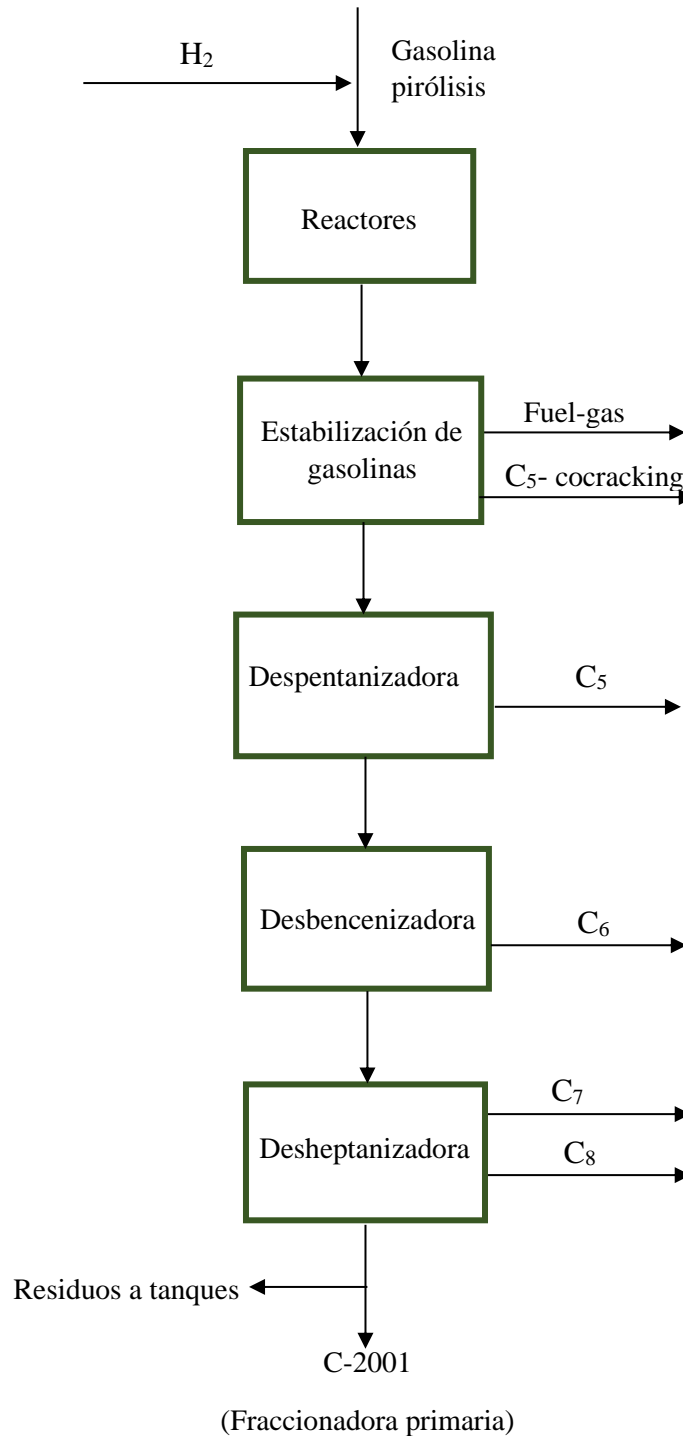 H₂
Gasolina
pirólisis
Reactores
Estabilización de
gasolinas
Fuel-gas
C₅- cocracking
Despentanizadora
C₅
Desbencenizadora
C₆
Desheptanizadora
C₇
C₈
Residuos a tanques
C-2001
(Fraccionadora primaria)